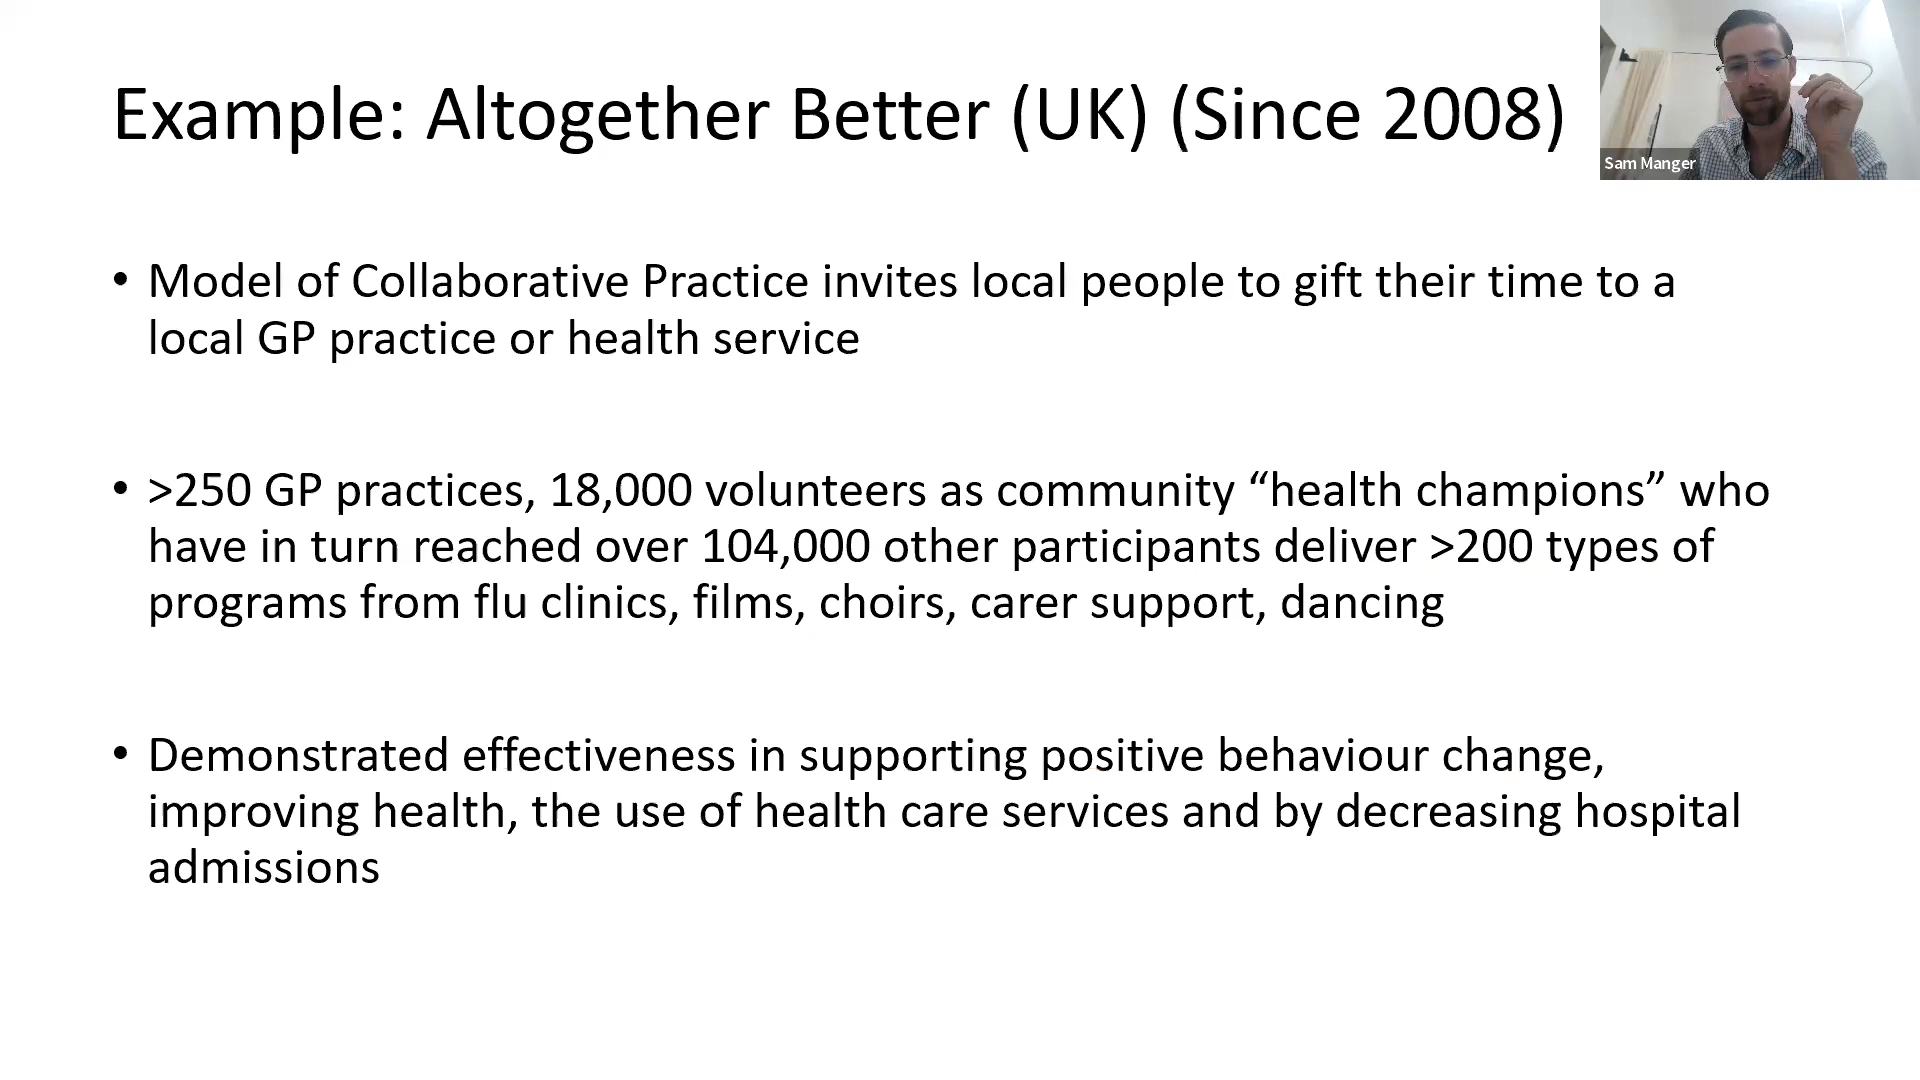 Example: Altogether Better (UK) (Since 2008)
Sam Manger
• Model of Collaborative Practice invites local people to gift their time to a
local GP practice or health service
• >250 GP practices, 18,000 volunteers as community “health champions” who
have in turn reached over 104,000 other participants deliver >200 types of
programs from flu clinics, films, choirs, carer support, dancing
• Demonstrated effectiveness in supporting positive behaviour change,
improving health, the use of health care services and by decreasing hospital
admissions